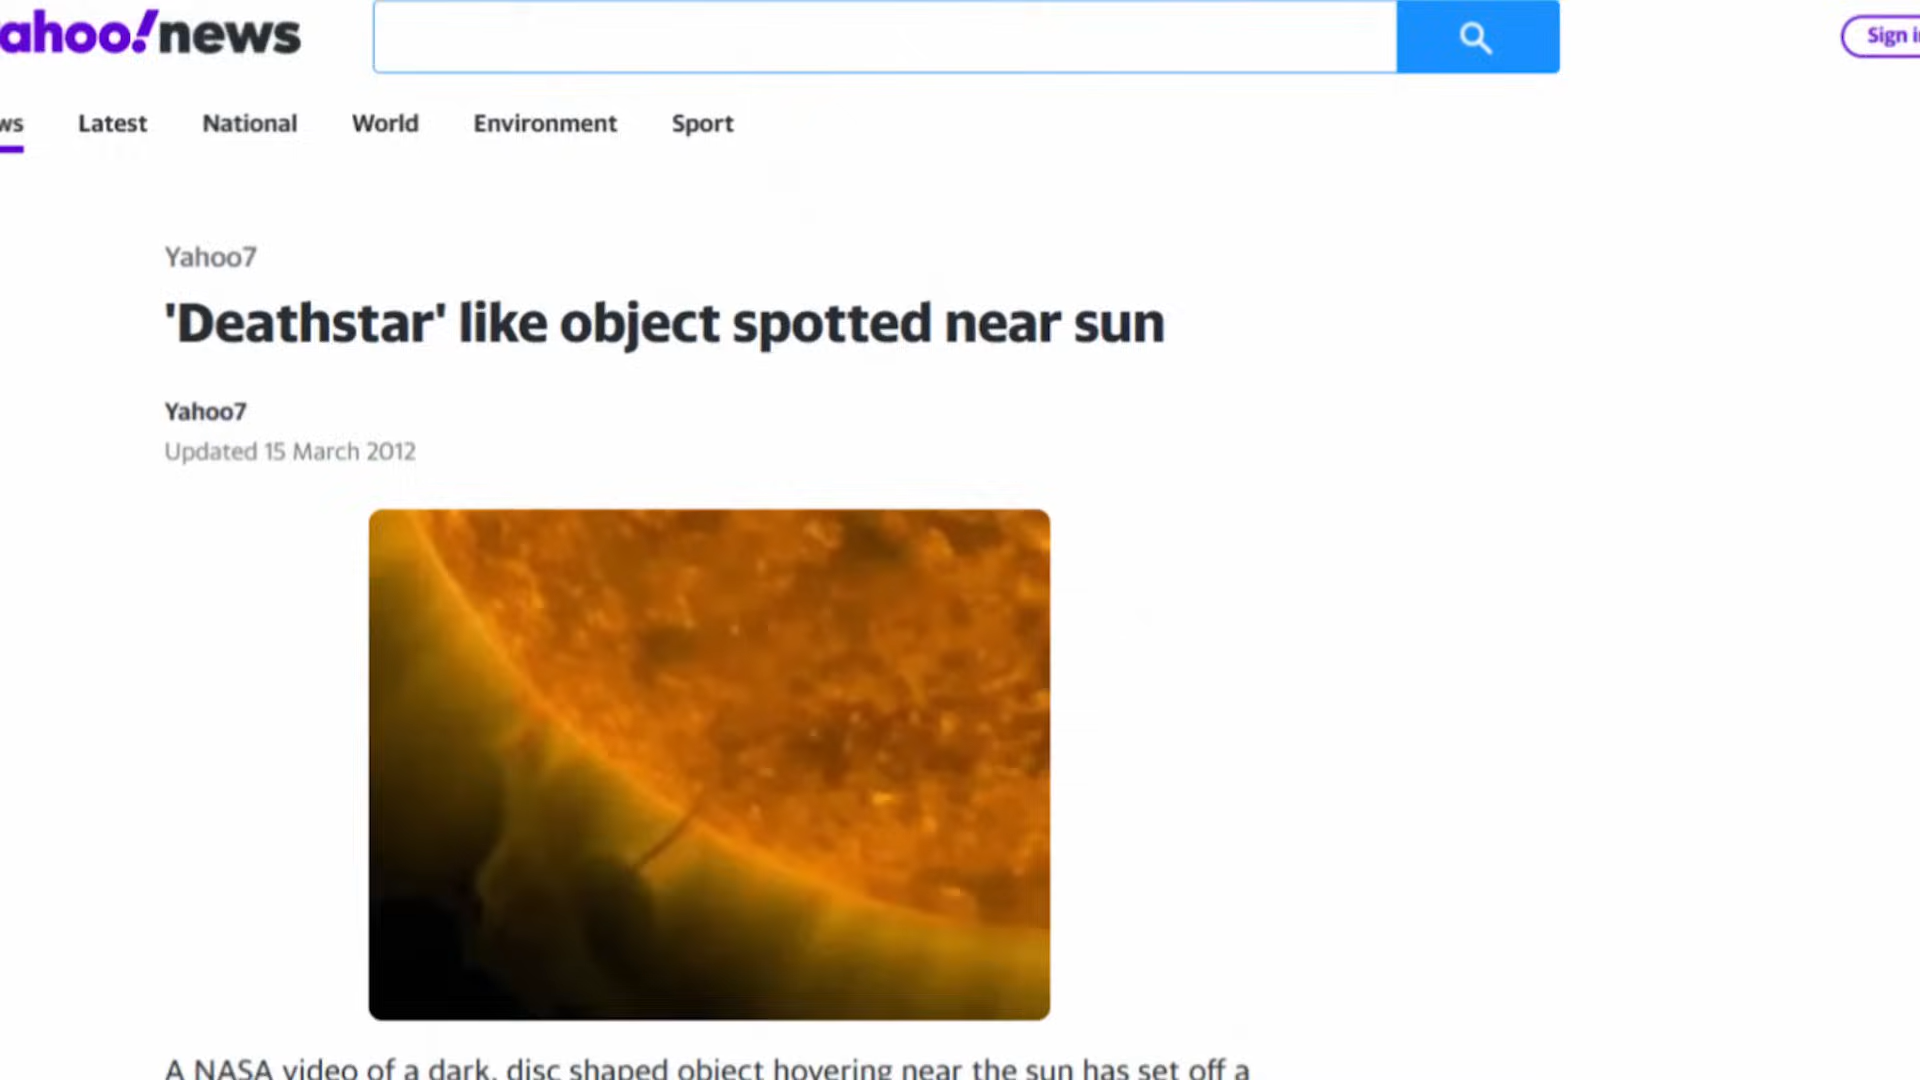 ahoo!news
Sign i
ws Latest National World Environment Sport
Yahoo7
'Deathstar' like object spotted near sun
Yahoo7
Updated 15 March 2012
A NASA video of a dark, disc shaped object hovering near the sun has set off a